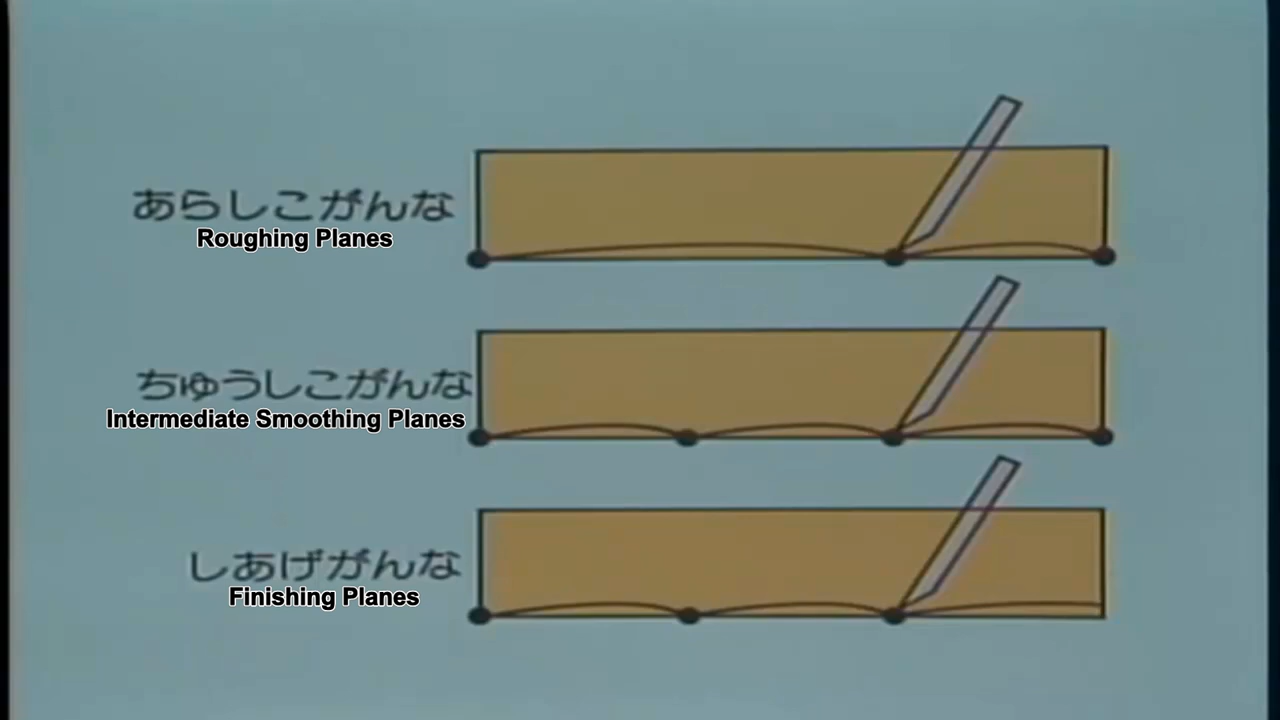 あらしこがんな
Roughing Planes
ちゅうしこがんな
Intermediate Smoothing Planes
しあげがんな
Finishing Planes